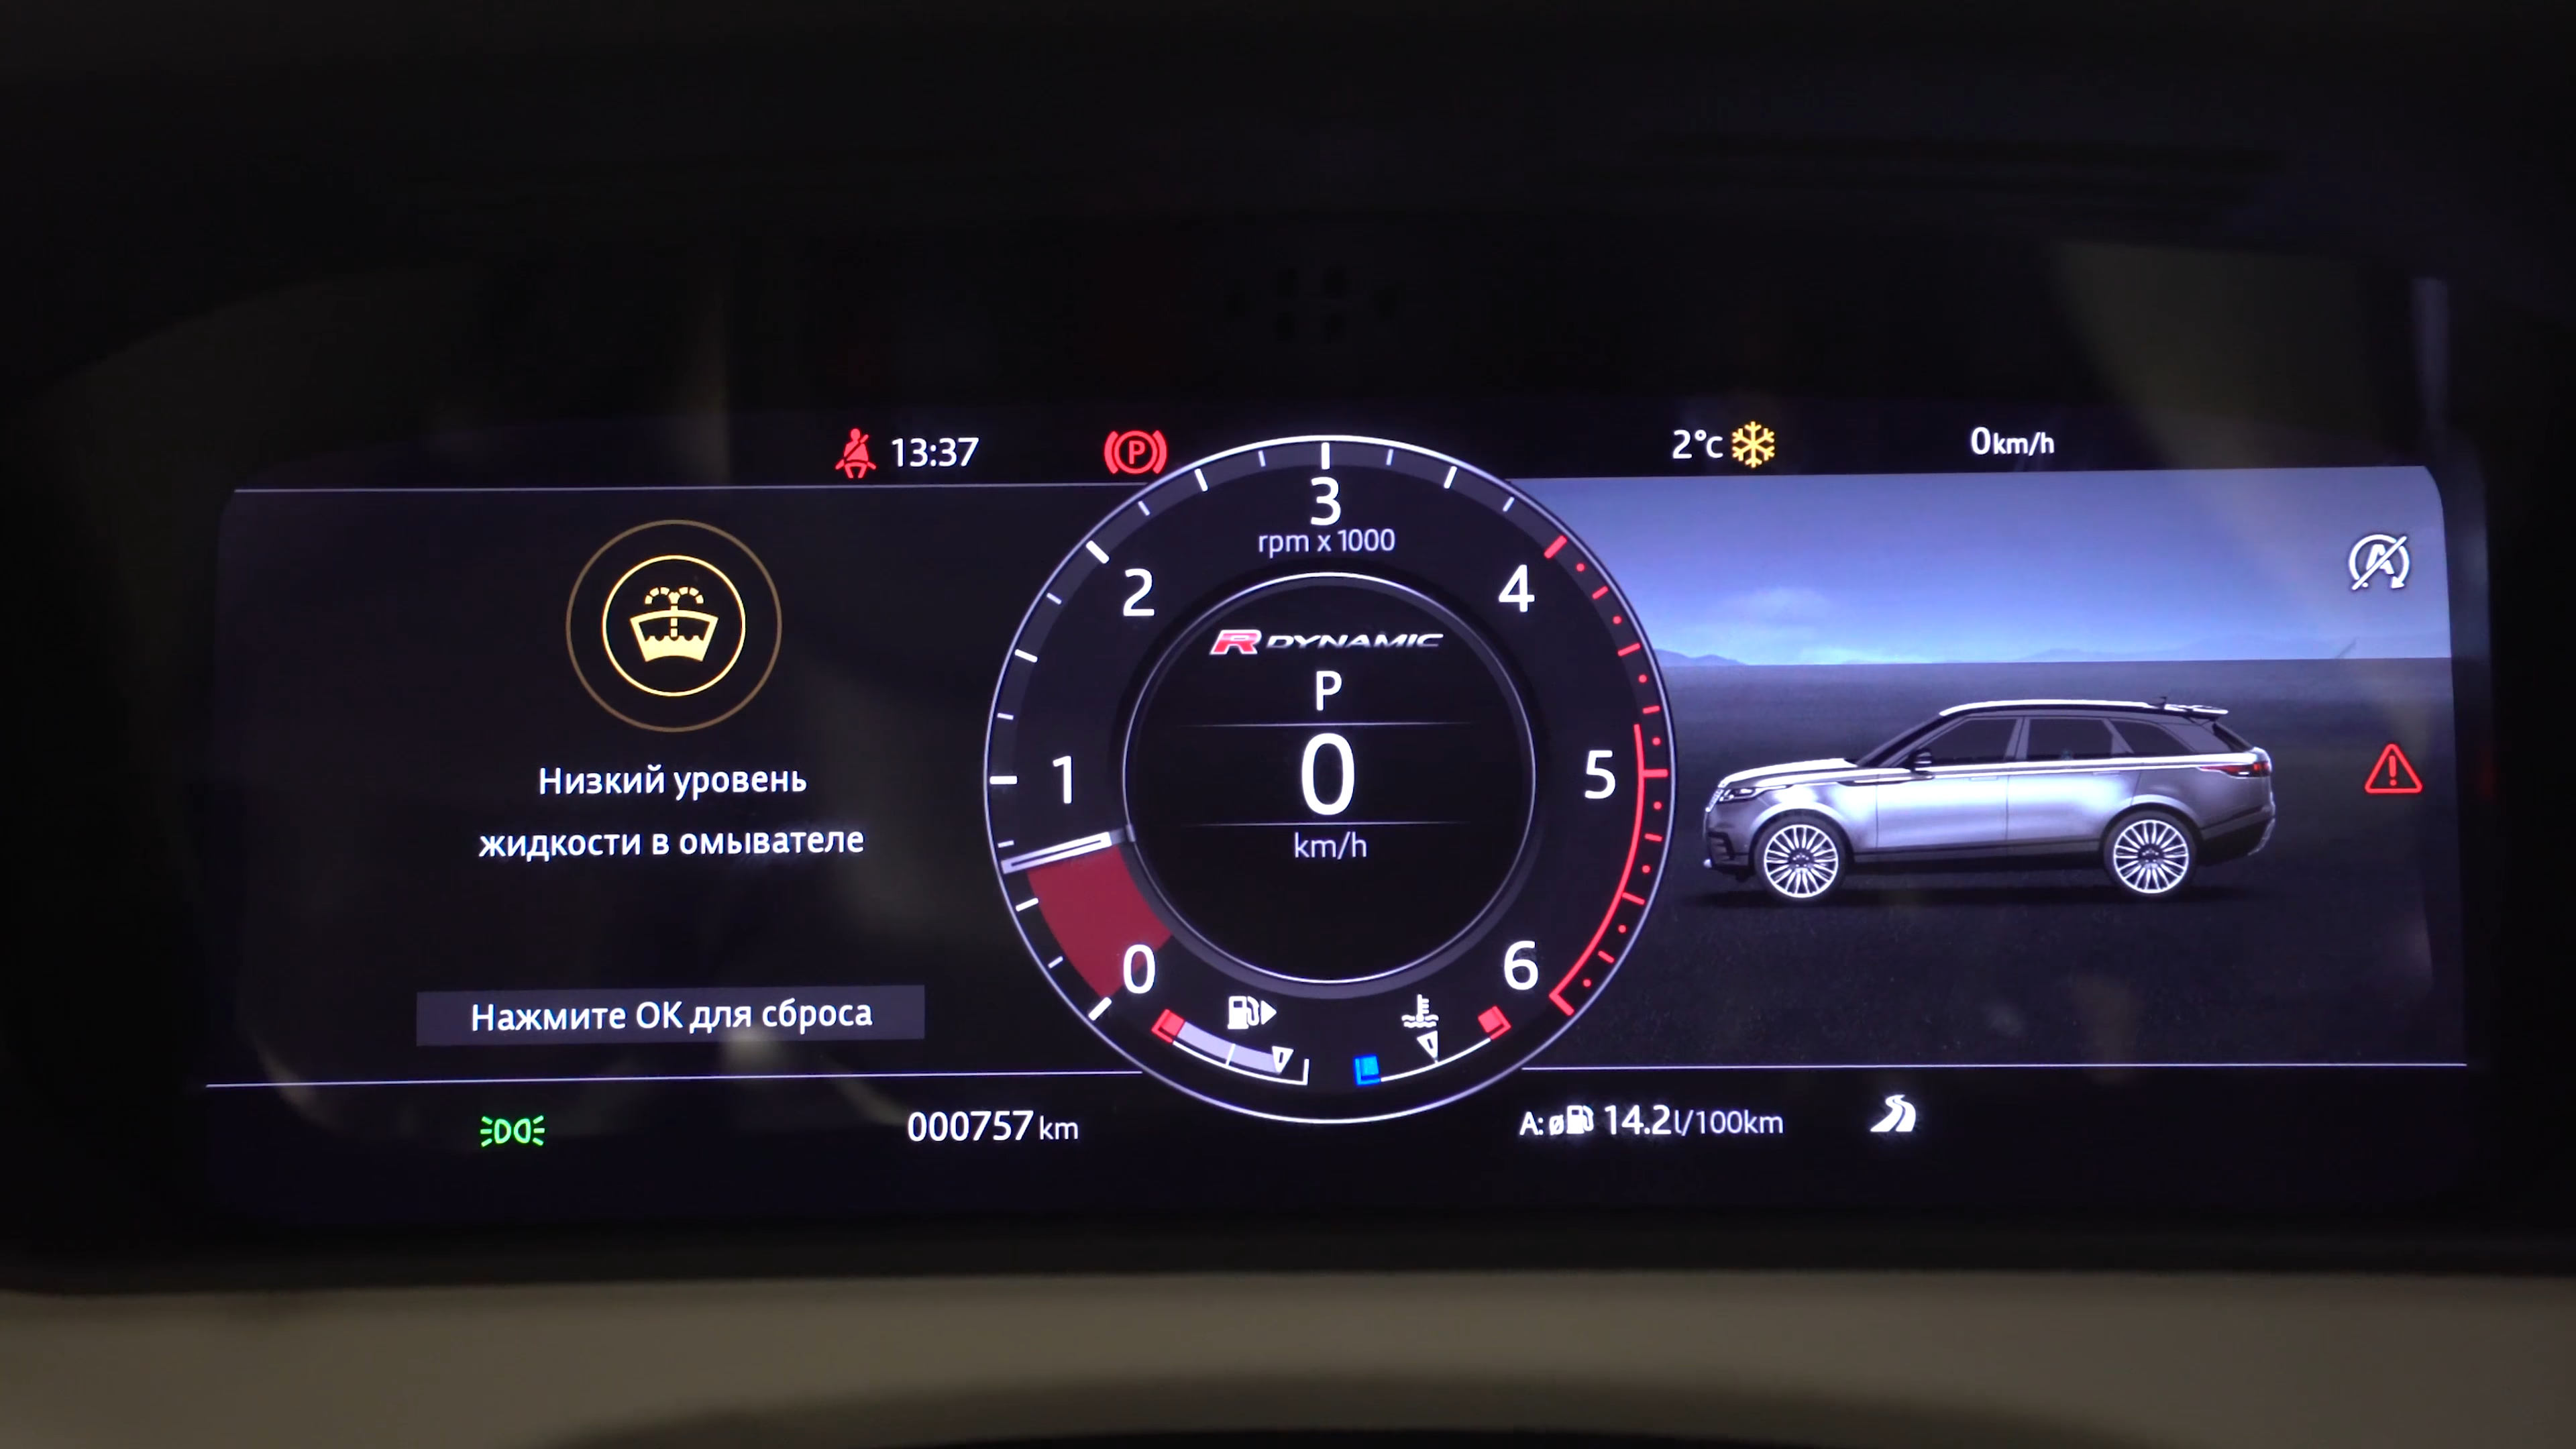 13:37
P
2°C
0km/h
Низкий уровень
жидкости в омывателе
Нажмите ОК для сброса
3
rpm x 1000
2
4
1
5
0
6
R DYNAMIC
P
0
km/h
A
000757 km
A: ø 14.2l/100km